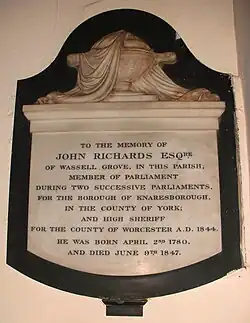 TO THE MEMORY OF
JOHN RICHARDS ESQRE
OF WASSELL GROVE, IN THIS PARISH,
MEMBER OF PARLIAMENT
DURING TWO SUCCESSIVE PARLIAMENTS,
FOR THE BOROUGH OF KNARESBOROUGH,
IN THE COUNTY OF YORK;
AND HIGH SHERIFF
FOR THE COUNTY OF WORCESTER A.D. 1844.
HE WAS BORN APRIL 2ND 1780,
AND DIED JUNE 9TH 1847.